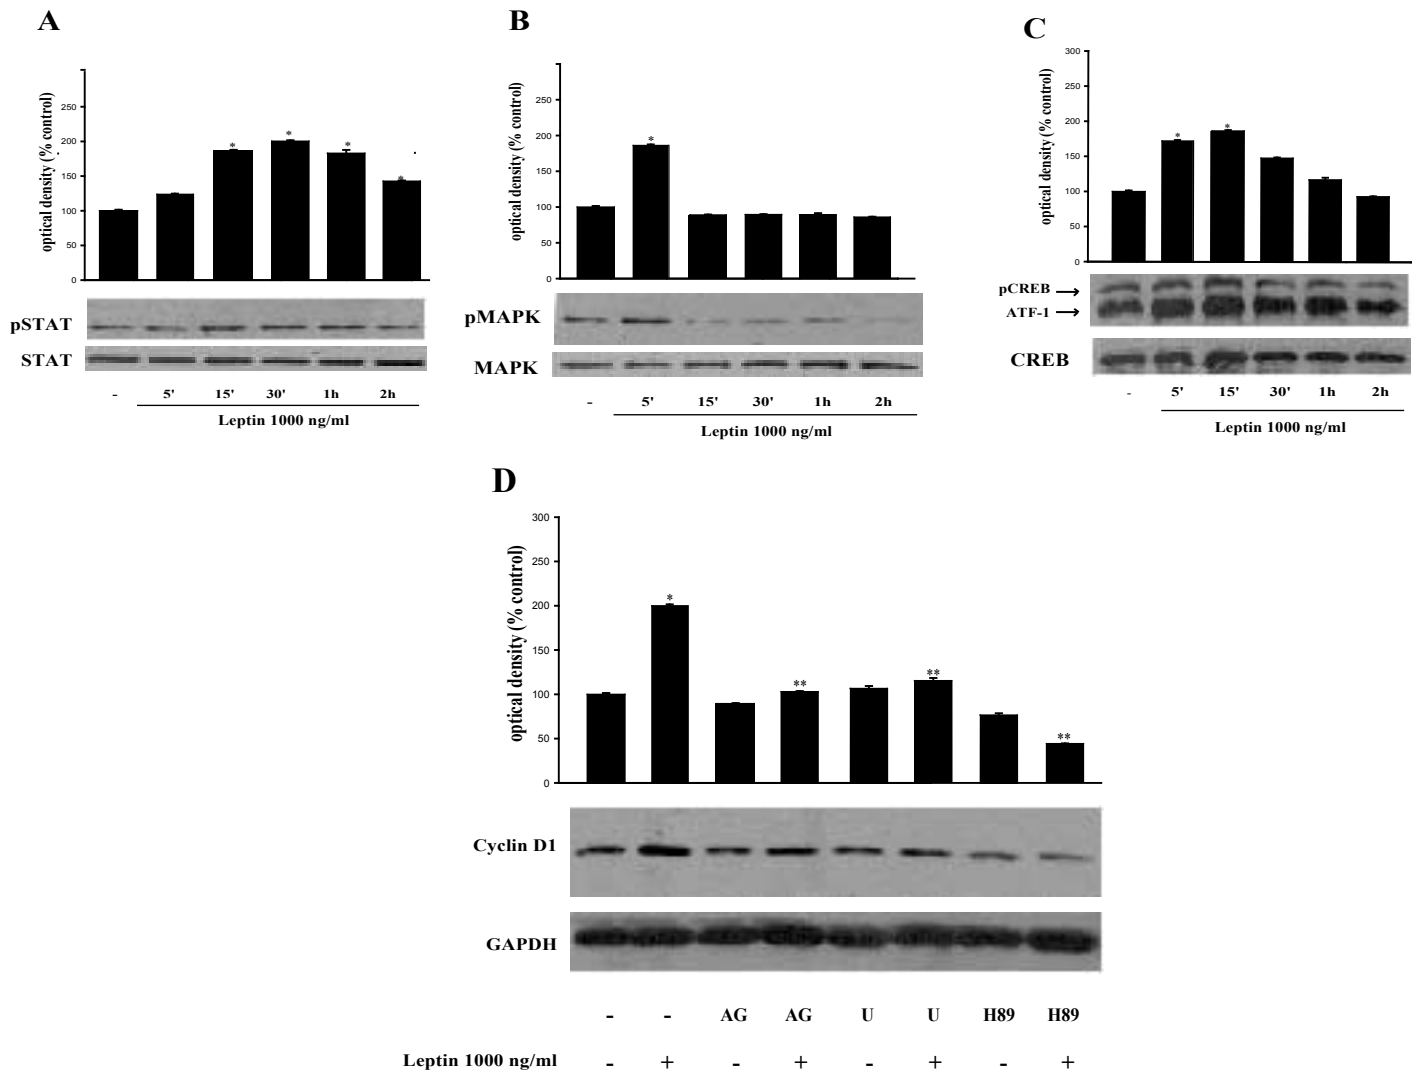 A
optical density (% control)
250
200
150
100
50
0
*
*
*
*
pSTAT
STAT
- 5' 15' 30' 1h 2h
Leptin 1000 ng/ml
B
optical density (% control)
250
200
150
100
50
0
*
pMAPK
MAPK
- 5' 15' 30' 1h 2h
Leptin 1000 ng/ml
C
optical density (% control)
300
250
200
150
100
50
0
*
*
pCREB
ATF-1
CREB
- 5' 15' 30' 1h 2h
Leptin 1000 ng/ml
D
optical density (% control)
300
250
200
150
100
50
0
*
**
**
**
Cyclin D1
GAPDH
- - AG AG U U H89 H89
Leptin 1000 ng/ml - + - + - + - +